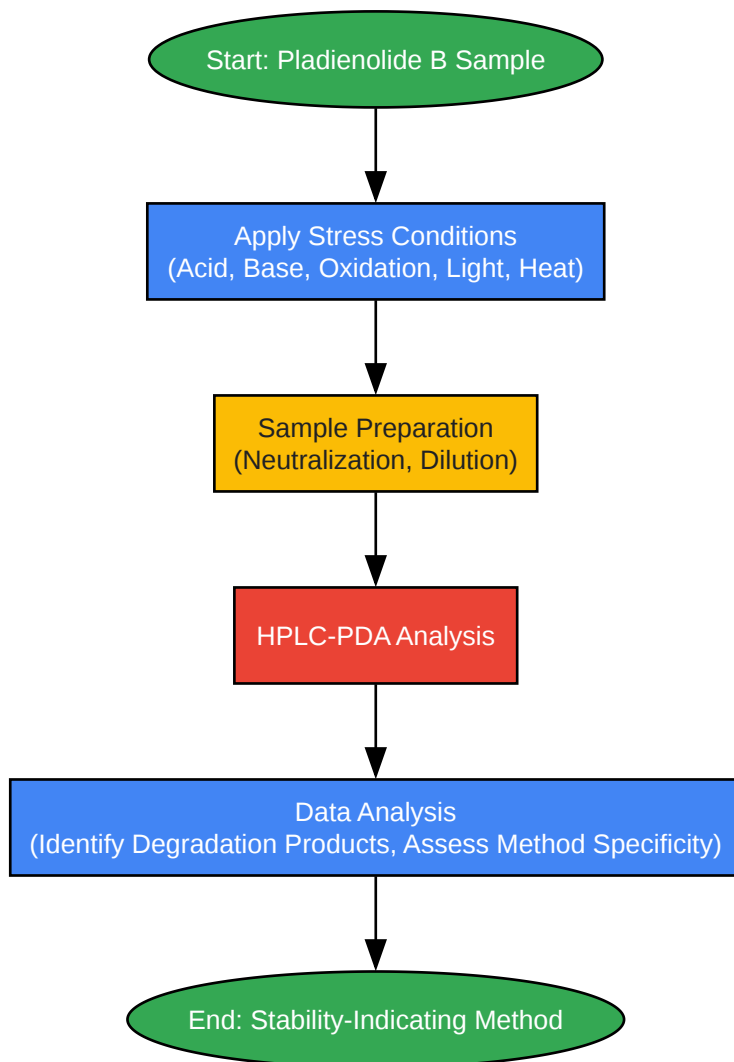 Start: Pladienolide B Sample
Apply Stress Conditions
(Acid, Base, Oxidation, Light, Heat)
Sample Preparation
(Neutralization, Dilution)
HPLC-PDA Analysis
Data Analysis
(Identify Degradation Products, Assess Method Specificity)
End: Stability-Indicating Method